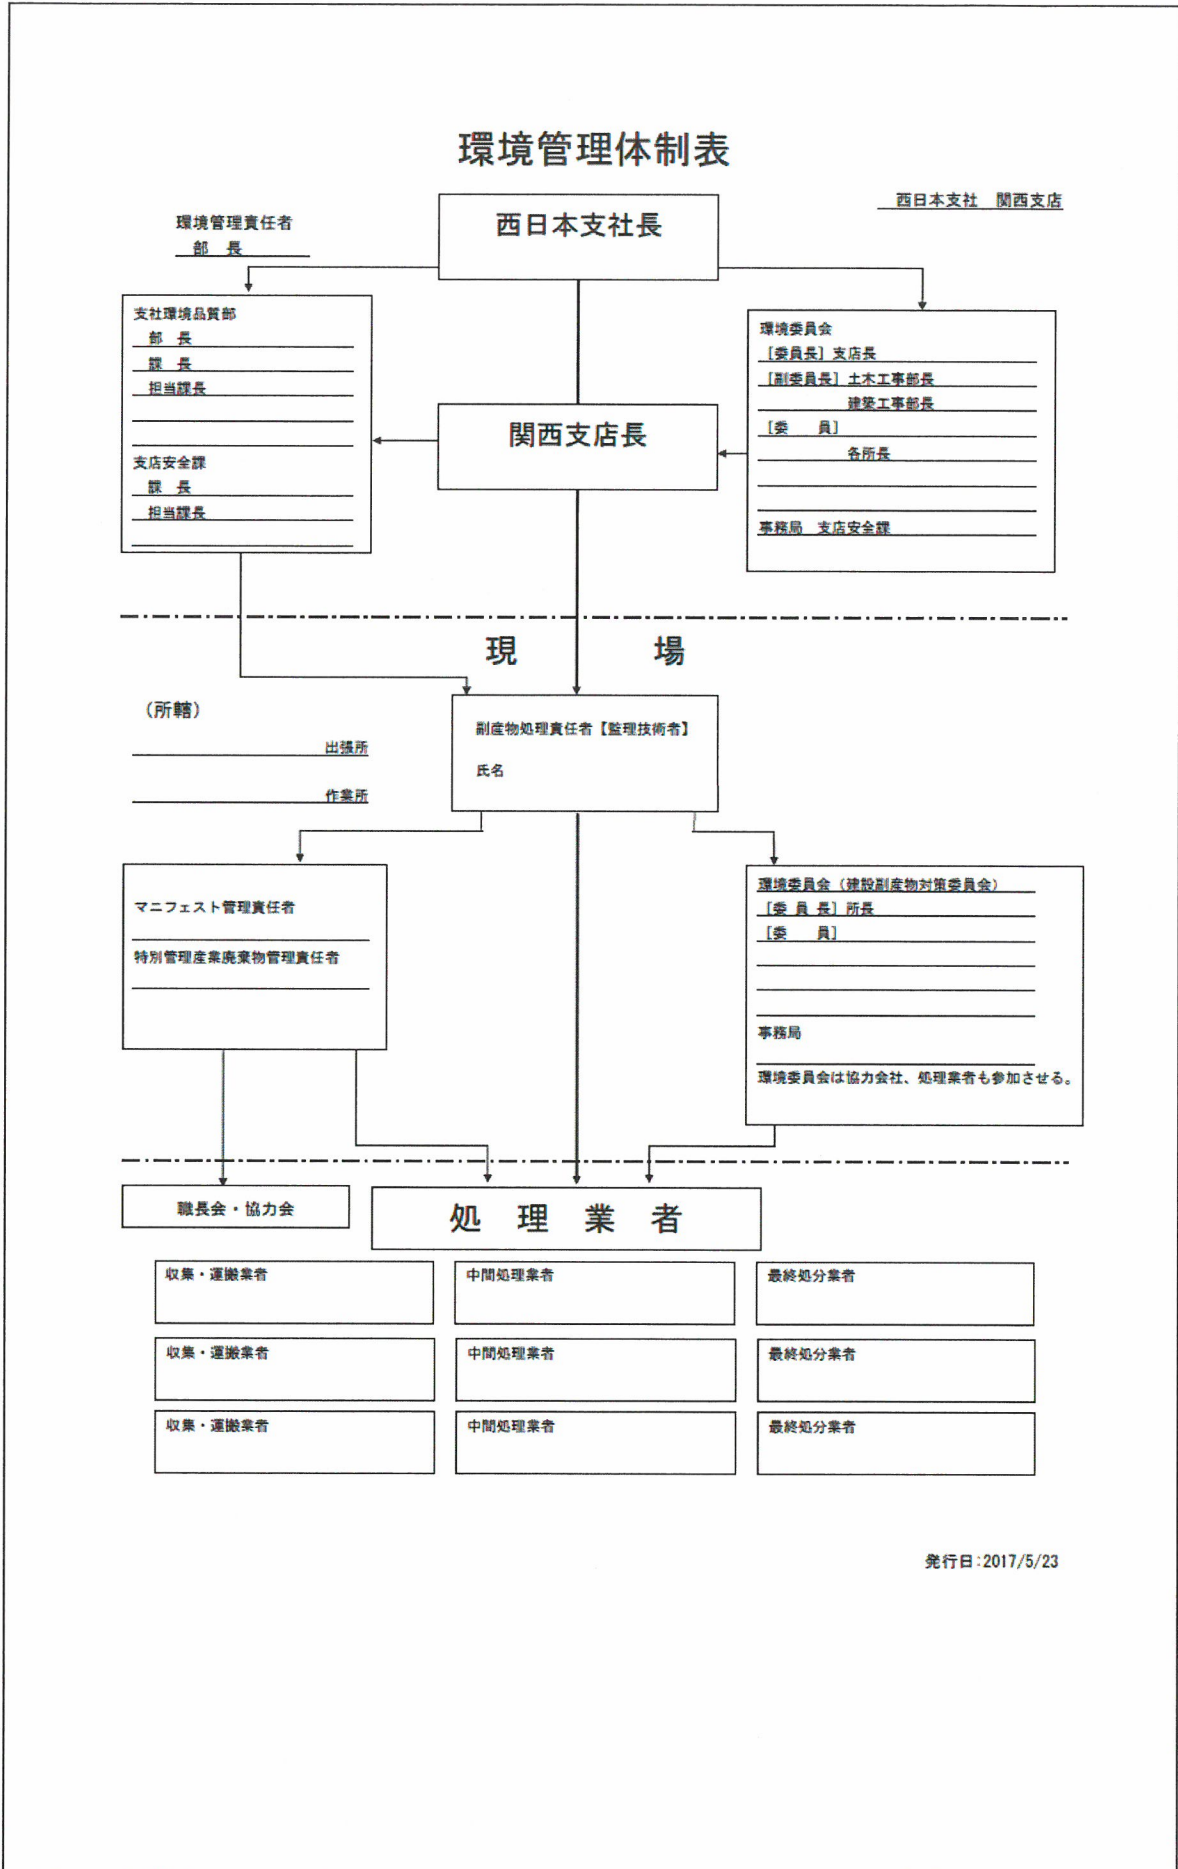 環境管理体制表
西日本支社　関西支店
環境管理責任者
部　長
西日本支社長
支社環境品質部
部　長
課　長
担当課長
支店安全課
課　長
担当課長
関西支店長
環境委員会
［委員長］支店長
［副委員長］土木工事部長
建築工事部長
［委　　員］
各所長
事務局　支店安全課
現　　場
（所轄）
出張所
作業所
副産物処理責任者【監理技術者】
氏名
マニフェスト管理責任者
特別管理産業廃棄物管理責任者
環境委員会（建設副産物対策委員会）
［委 員 長］所長
［委　　員］
事務局
環境委員会は協力会社、処理業者も参加させる。
職長会・協力会
処　理　業　者
収集・運搬業者
中間処理業者
最終処分業者
収集・運搬業者
中間処理業者
最終処分業者
収集・運搬業者
中間処理業者
最終処分業者
発行日：2017/5/23